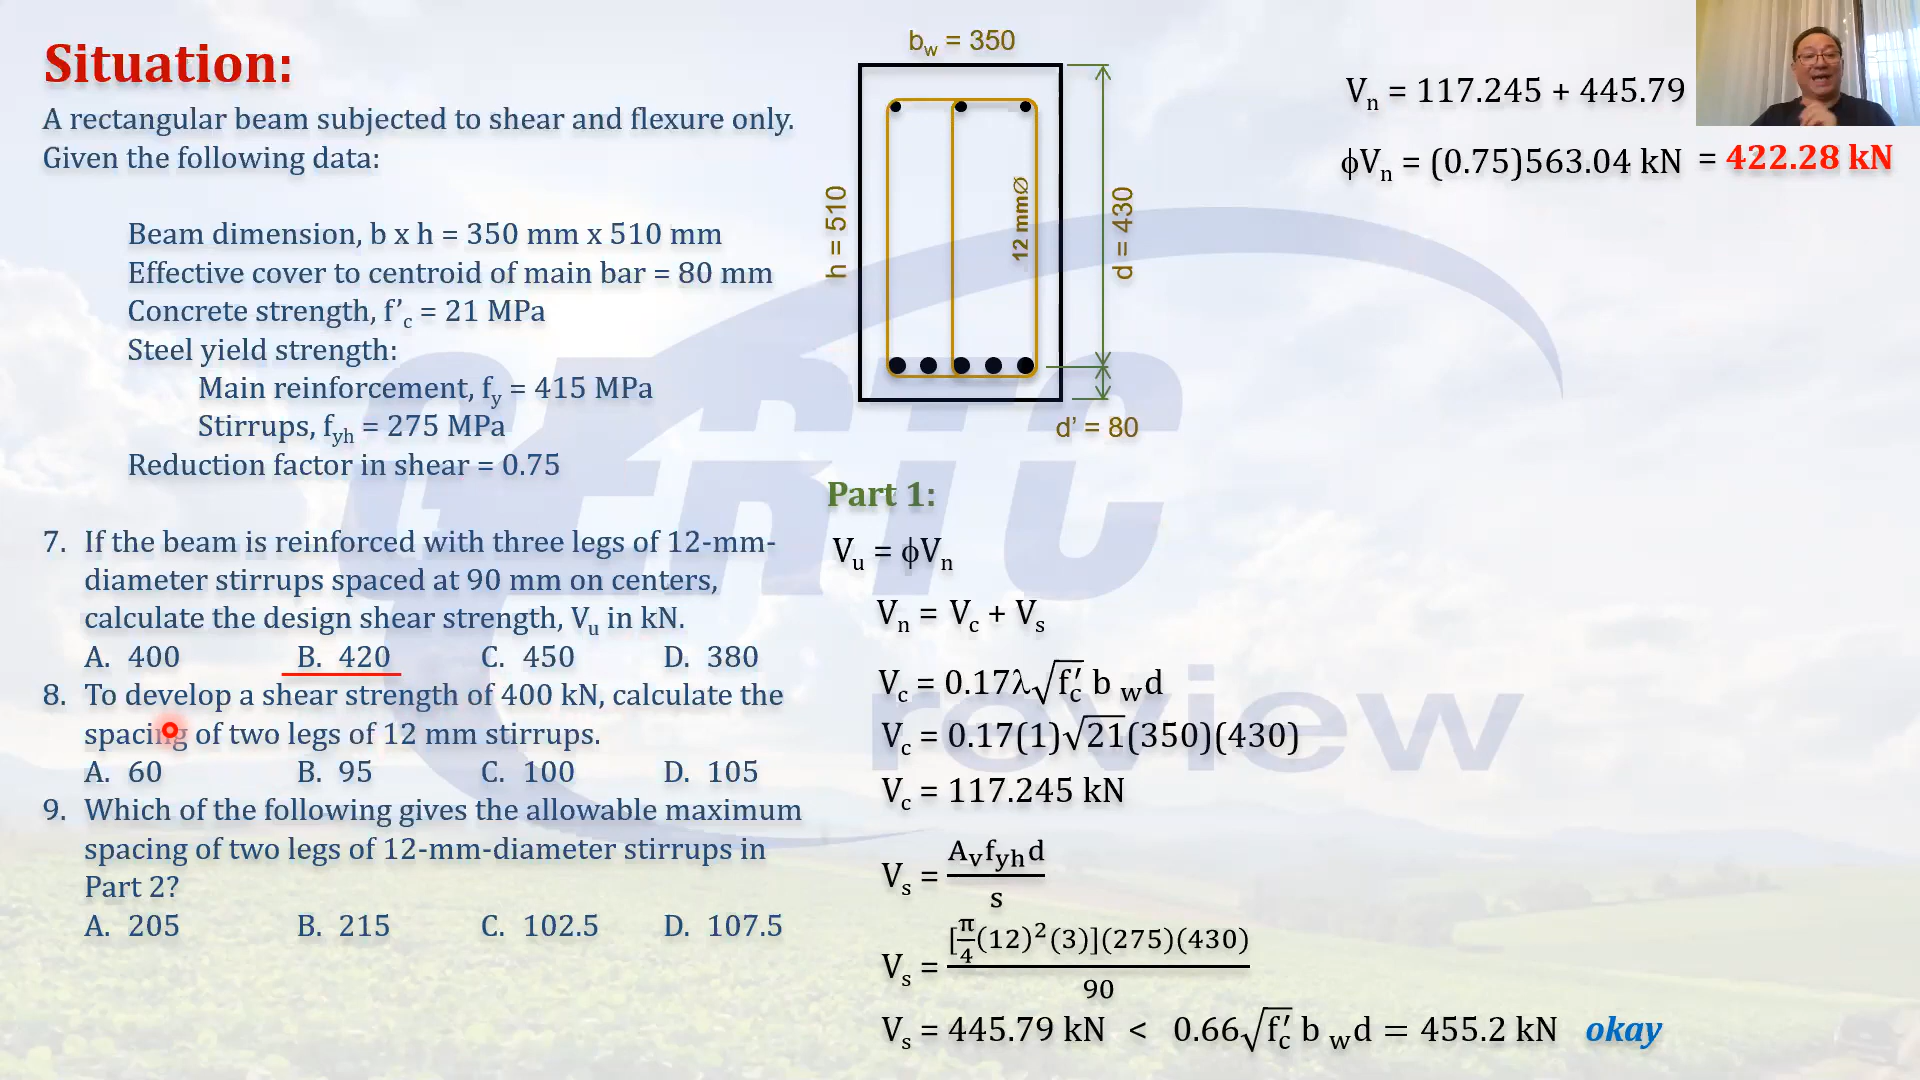 Situation:
A rectangular beam subjected to shear and flexure only.
Given the following data:
Beam dimension, b x h = 350 mm x 510 mm
Effective cover to centroid of main bar = 80 mm
Concrete strength, f’c = 21 MPa
Steel yield strength:
Main reinforcement, fy = 415 MPa
Stirrups, fyh = 275 MPa
Reduction factor in shear = 0.75
7. If the beam is reinforced with three legs of 12-mm-
diameter stirrups spaced at 90 mm on centers,
calculate the design shear strength, Vu in kN.
A. 400 B. 420 C. 450 D. 380
8. To develop a shear strength of 400 kN, calculate the
spacing of two legs of 12 mm stirrups.
A. 60 B. 95 C. 100 D. 105
9. Which of the following gives the allowable maximum
spacing of two legs of 12-mm-diameter stirrups in
Part 2?
A. 205 B. 215 C. 102.5 D. 107.5
bw = 350
h = 510
12 mmØ
d = 430
d’ = 80
Part 1:
Vu = ϕVn
Vn = Vc + Vs
Vc = 0.17λ√f′c b wd
Vc = 0.17(1)√21(350)(430)
Vc = 117.245 kN
Vs = Avfyhd / s
Vs = [π/4(12)²(3)](275)(430) / 90
Vs = 445.79 kN < 0.66√f′c b wd = 455.2 kN okay
Vn = 117.245 + 445.79
ϕVn = (0.75)563.04 kN = 422.28 kN
review